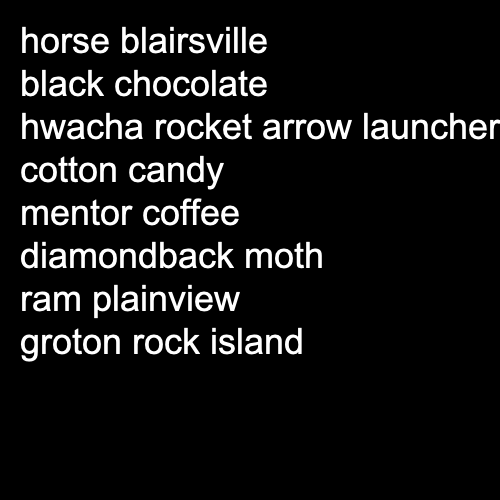 horse blairsville
black chocolate
hwacha rocket arrow launcher
cotton candy
mentor coffee
diamondback moth
ram plainview
groton rock island